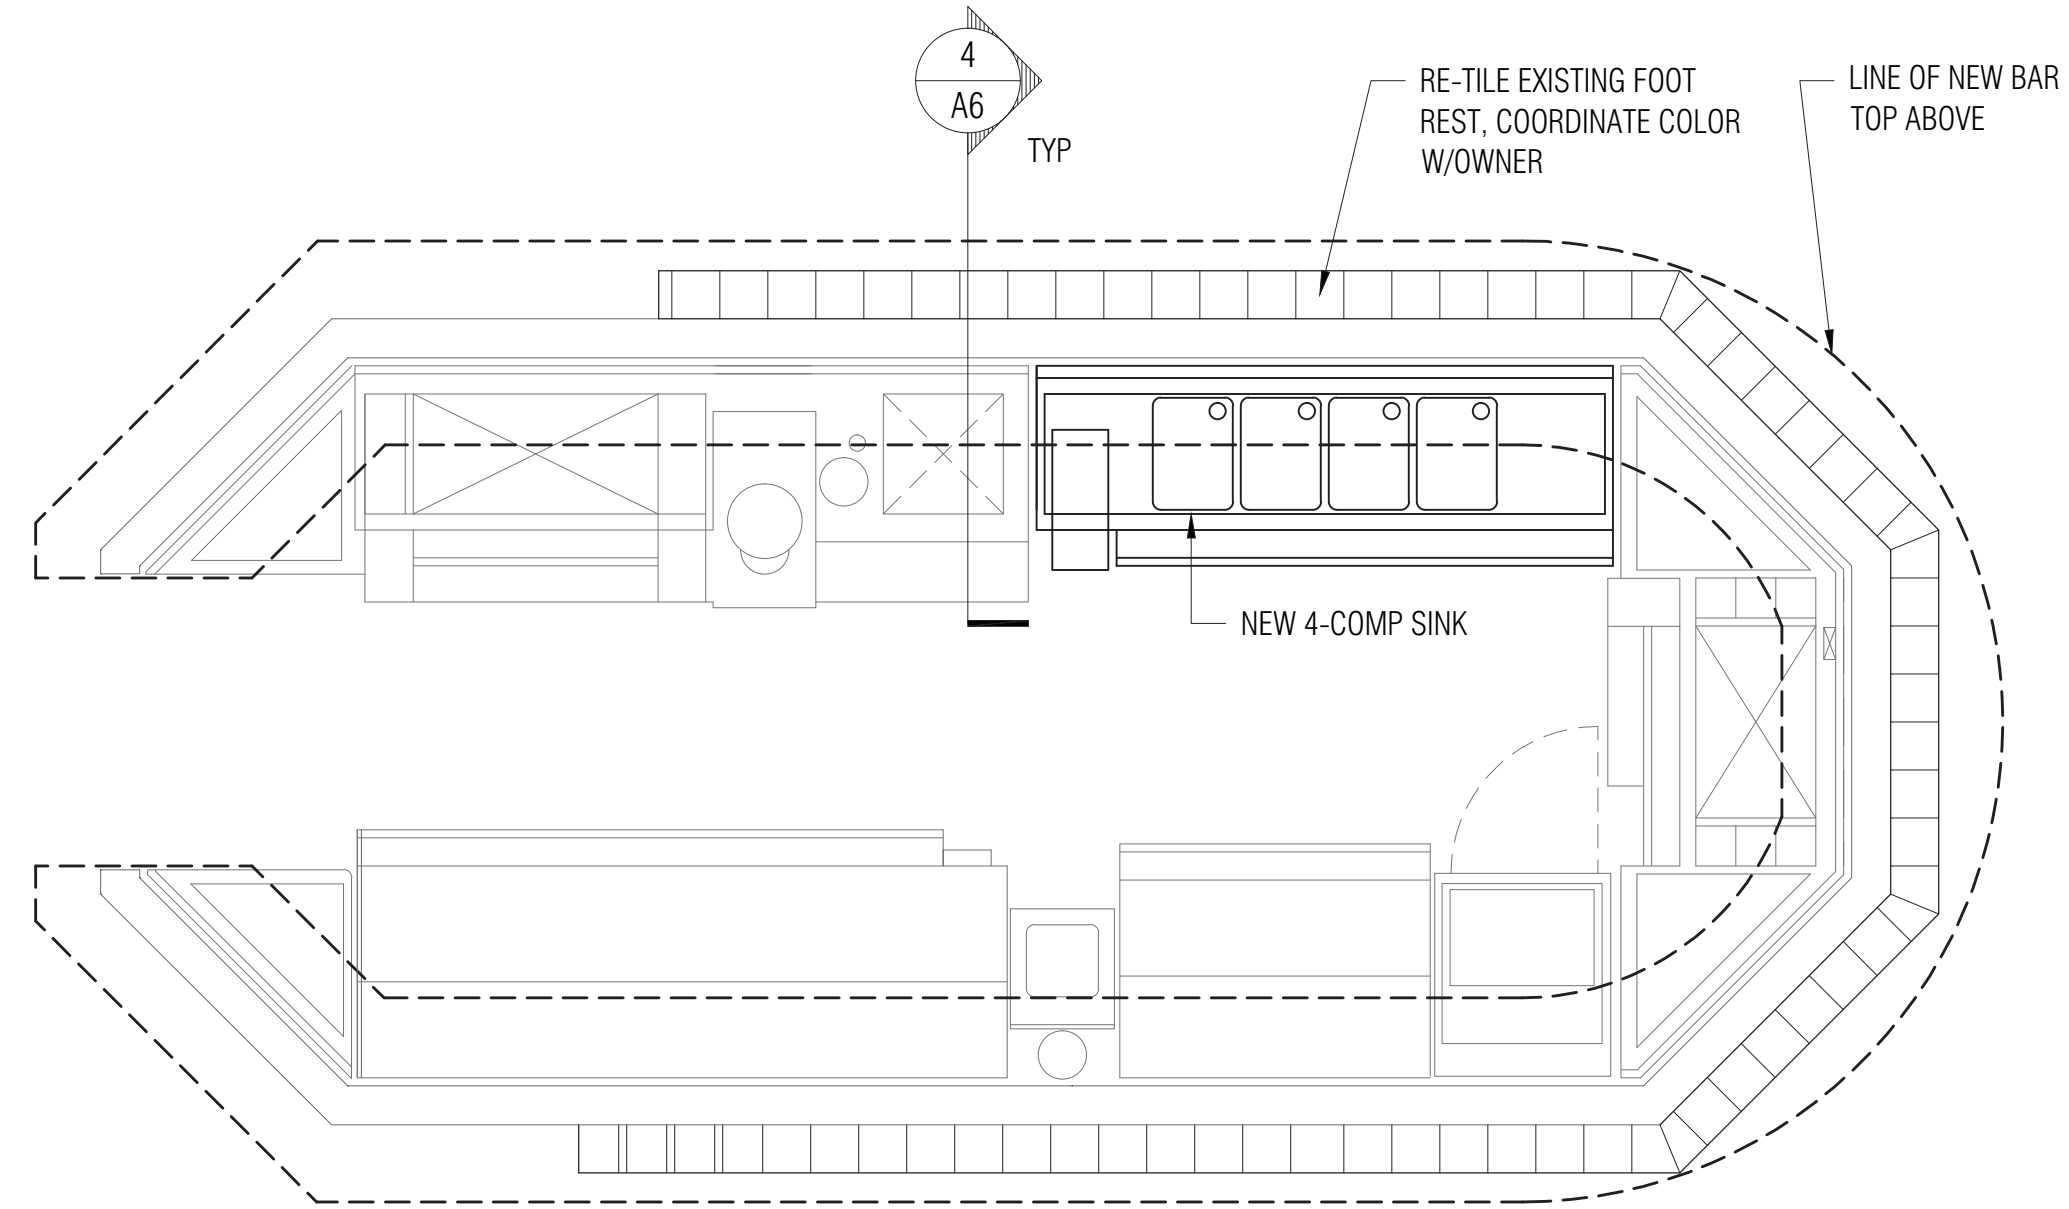 4
A6
TYP
RE-TILE EXISTING FOOT
REST, COORDINATE COLOR
W/OWNER
LINE OF NEW BAR
TOP ABOVE
NEW 4-COMP SINK